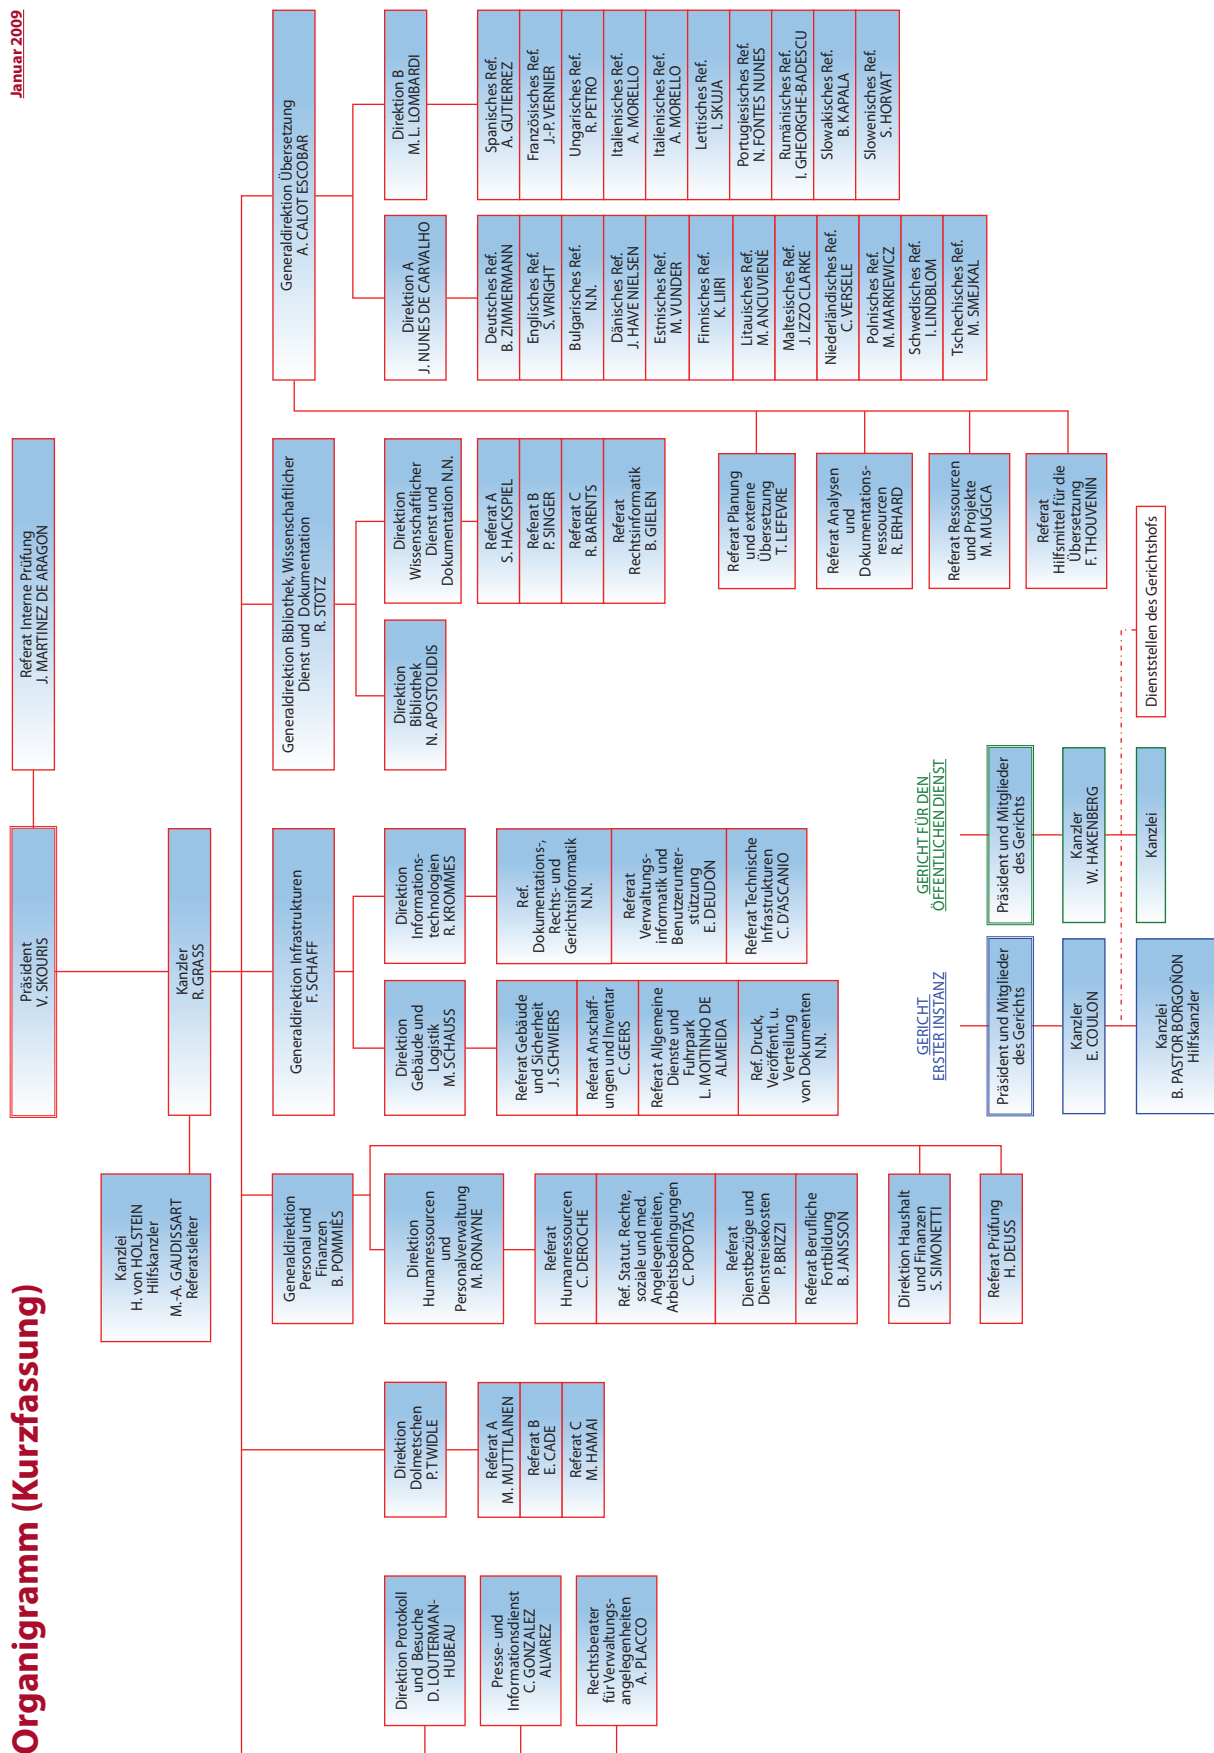 Organigramm (Kurzfassung)
Januar 2009
Präsident
V. SKOURIS
Referat Interne Prüfung
J. MARTINEZ DE ARAGON
Kanzlei
H. von HOLSTEIN
Hilfskanzler
M.-A. GAUDISSART
Referatsleiter
Kanzler
R. GRASS
Direktion Protokoll
und Besuche
D. LOUTERMAN-
HUBEAU
Presse- und
Informationsdienst
C. GONZALEZ
ALVAREZ
Rechtsberater
für Verwaltungs-
angelegenheiten
A. PLACCO
Direktion
Dolmetschen
P. TWIDLE
Referat A
M. MUTTILAINEN
Referat B
E. CADE
Referat C
M. HAMAI
Generaldirektion
Personal und
Finanzen
B. POMMIÈS
Direktion
Humanressourcen
und
Personalverwaltung
M. RONAYNE
Referat
Humanressourcen
C. DEROCHE
Ref. Statut. Rechte,
soziale und med.
Angelegenheiten,
Arbeitsbedingungen
C. POPOTAS
Referat
Dienstbezüge und
Dienstreisekosten
P. BRIZZI
Referat Berufliche
Fortbildung
B. JANSSON
Direktion Haushalt
und Finanzen
S. SIMONETTI
Referat Prüfung
H. DEUSS
Generaldirektion Infrastrukturen
F. SCHAFF
Direktion
Gebäude und
Logistik
M. SCHAUSS
Referat Gebäude
und Sicherheit
J. SCHWIERS
Referat Anschaff-
ungen und Inventar
C. GEERS
Referat Allgemeine
Dienste und
Fuhrpark
L. MOITINHO DE
ALMEIDA
Ref. Druck,
Veröffentl. u.
Verteilung
von Dokumenten
N.N.
Direktion
Informations-
technologien
R. KROMMES
Ref.
Dokumentations-,
Rechts- und
Gerichtsinformatik
N.N.
Referat
Verwaltungs-
informatik und
Benutzerunter-
stützung
E. DEUDON
Referat Technische
Infrastrukturen
C. D'ASCANIO
Generaldirektion Bibliothek, Wissenschaftlicher
Dienst und Dokumentation
R. STOTZ
Direktion
Bibliothek
N. APOSTOLIDIS
Direktion
Wissenschaftlicher
Dienst und
Dokumentation N.N.
Referat A
S. HACKSPIEL
Referat B
P. SINGER
Referat C
R. BARENTS
Referat
Rechtsinformatik
B. GIELEN
Generaldirektion Übersetzung
A. CALOT ESCOBAR
Direktion A
J. NUNES DE CARVALHO
Deutsches Ref.
B. ZIMMERMANN
Englisches Ref.
S. WRIGHT
Bulgarisches Ref.
N.N.
Dänisches Ref.
J. HAVE NIELSEN
Estnisches Ref.
M. VUNDER
Finnisches Ref.
K. LIIRI
Litauisches Ref.
M. ANCIUVIENĖ
Maltesisches Ref.
J. IZZO CLARKE
Niederländisches Ref.
C. VERSELE
Polnisches Ref.
M. MARKIEWICZ
Schwedisches Ref.
I. LINDBLOM
Tschechisches Ref.
M. SMEJKAL
Direktion B
M. L. LOMBARDI
Spanisches Ref.
A. GUTIERREZ
Französisches Ref.
J.-P. VERNIER
Ungarisches Ref.
R. PETRO
Italienisches Ref.
A. MORELLO
Italienisches Ref.
A. MORELLO
Lettisches Ref.
I. SKUJA
Portugiesisches Ref.
N. FONTES NUNES
Rumänisches Ref.
I. GHEORGHE-BADESCU
Slowakisches Ref.
B. KAPALA
Slowenisches Ref.
S. HORVAT
Referat Planung
und externe
Übersetzung
T. LEFEVRE
Referat Analysen
und
Dokumentations-
ressourcen
R. ERHARD
Referat Ressourcen
und Projekte
M. MUGICA
Referat
Hilfsmittel für die
Übersetzung
F. THOUVENIN
GERICHT
ERSTER INSTANZ
Präsident und Mitglieder
des Gerichts
Kanzler
E. COULON
Kanzlei
B. PASTOR BORGOÑON
Hilfskanzler
GERICHT FÜR DEN
ÖFFENTLICHEN DIENST
Präsident und Mitglieder
des Gerichts
Kanzler
W. HAKENBERG
Kanzlei
Dienststellen des Gerichtshofs